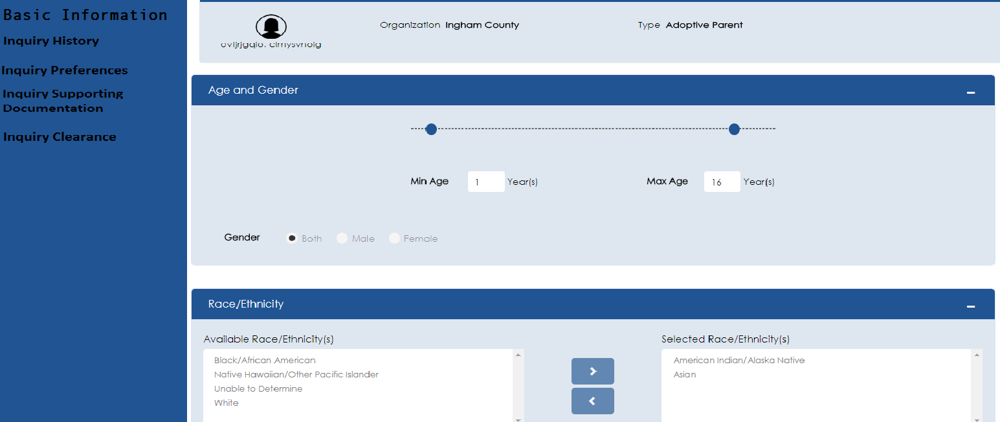 Basic Information
Inquiry History
Inquiry Preferences
Inquiry Supporting
Documentation
Inquiry Clearance
Organization Ingham County
Type Adoptive Parent
Age and Gender
Min Age 1 Year(s)
Max Age 16 Year(s)
Gender Both Male Female
Race/Ethnicity
Available Race/Ethnicity(s)
Black/African American
Native Hawaiian/Other Pacific Islander
Unable to Determine
White
Selected Race/Ethnicity(s)
American Indian/Alaska Native
Asian